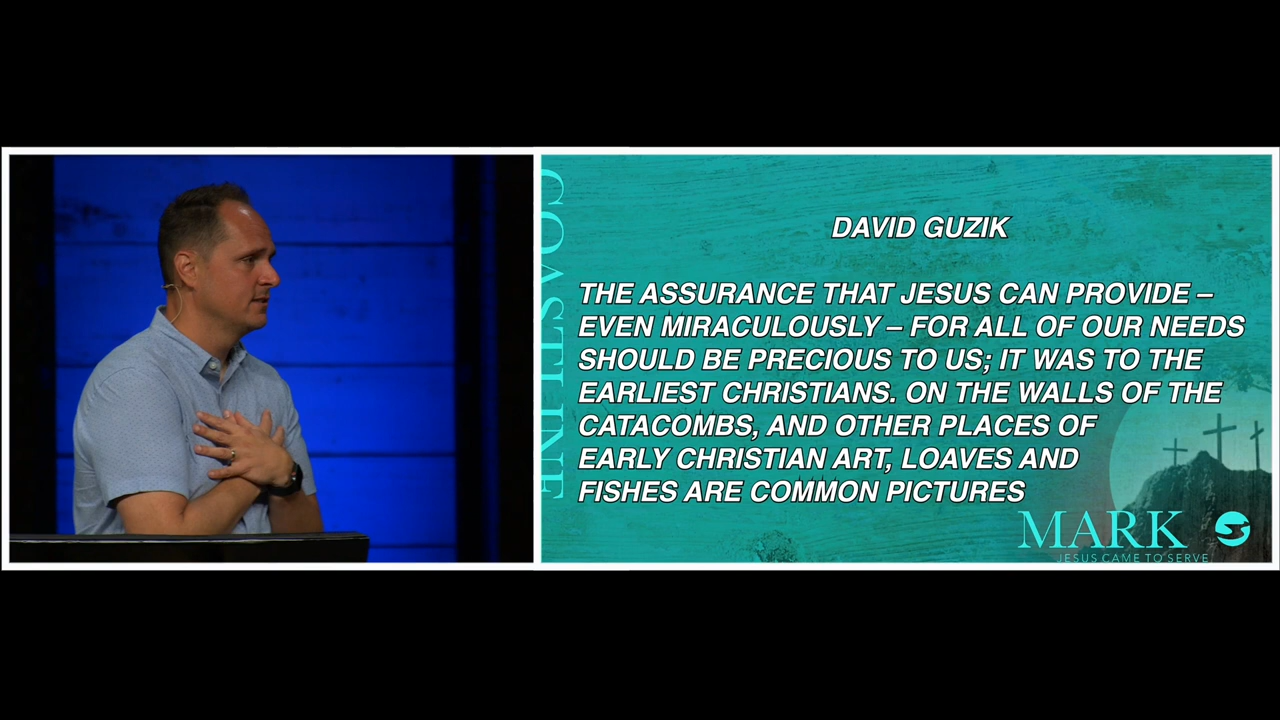 COASTLINE
DAVID GUZIK
THE ASSURANCE THAT JESUS CAN PROVIDE –
EVEN MIRACULOUSLY – FOR ALL OF OUR NEEDS
SHOULD BE PRECIOUS TO US; IT WAS TO THE
EARLIEST CHRISTIANS. ON THE WALLS OF THE
CATACOMBS, AND OTHER PLACES OF
EARLY CHRISTIAN ART, LOAVES AND
FISHES ARE COMMON PICTURES
MARK
JESUS CAME TO SERVE